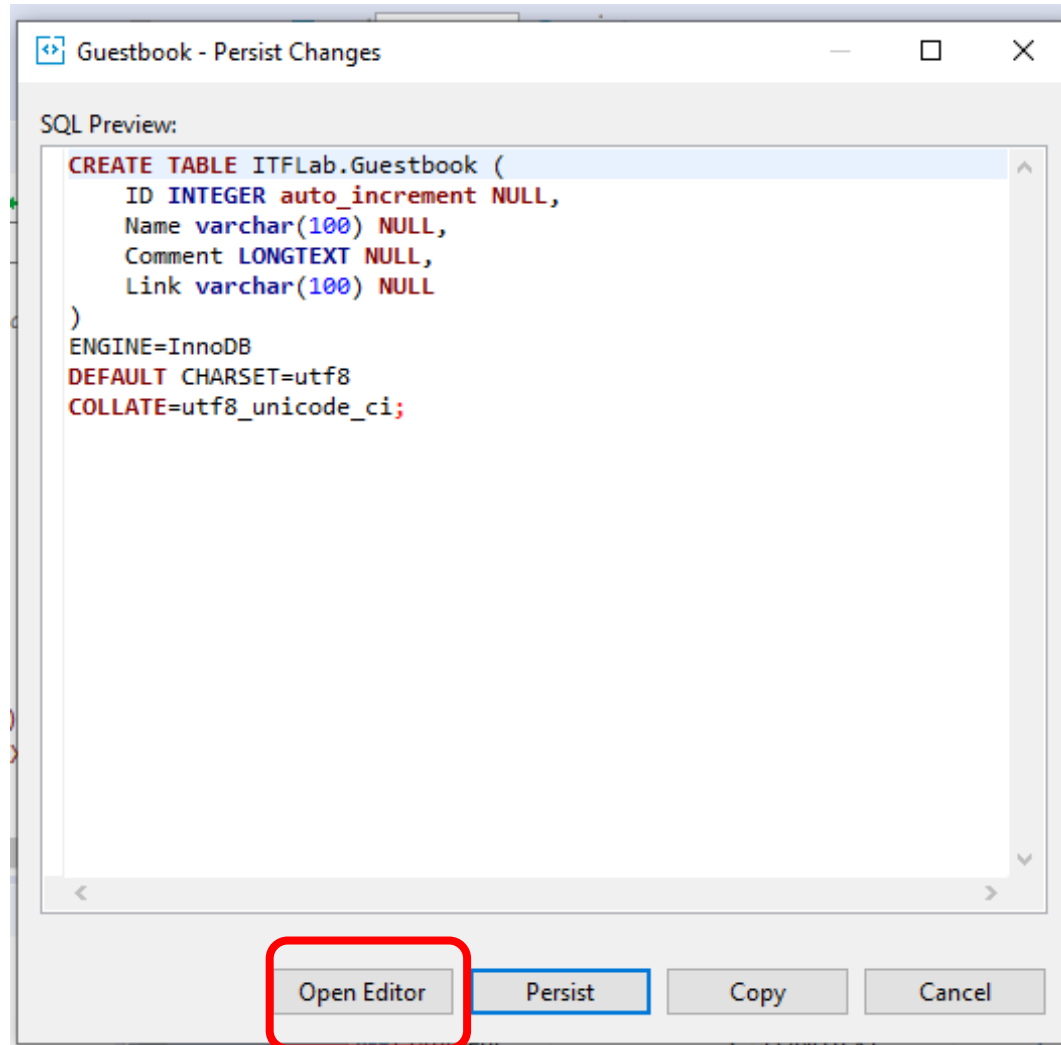 Guestbook - Persist Changes
SQL Preview:
CREATE TABLE ITFLab.Guestbook (
    ID INTEGER auto_increment NULL,
    Name varchar(100) NULL,
    Comment LONGTEXT NULL,
    Link varchar(100) NULL
)
ENGINE=InnoDB
DEFAULT CHARSET=utf8
COLLATE=utf8_unicode_ci;
Open Editor Persist Copy Cancel